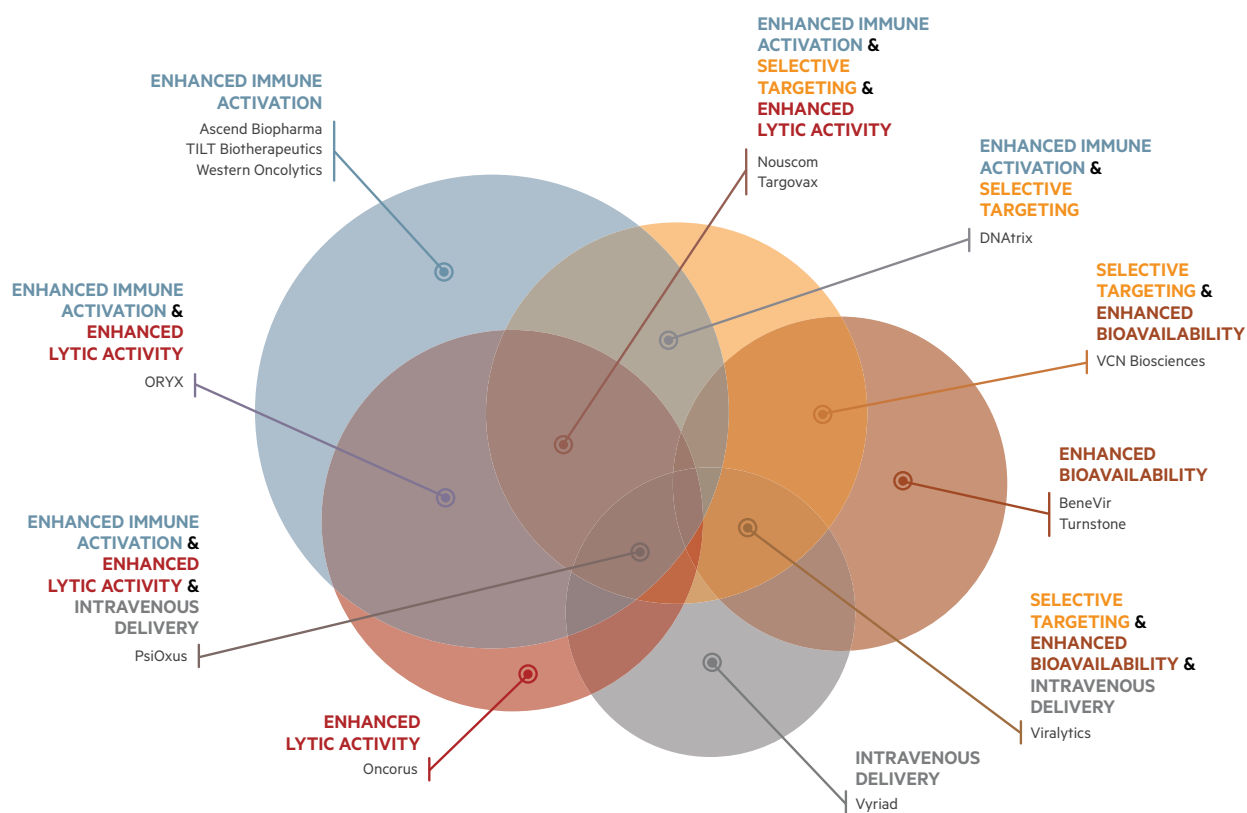 ENHANCED IMMUNE
ACTIVATION
Ascend Biopharma
TILT Biotherapeutics
Western Oncolytics
ENHANCED IMMUNE
ACTIVATION &
SELECTIVE
TARGETING &
ENHANCED
LYTIC ACTIVITY
Nouscom
Targovax
ENHANCED IMMUNE
ACTIVATION &
SELECTIVE
TARGETING
DNAtrix
SELECTIVE
TARGETING &
ENHANCED
BIOAVAILABILITY
VCN Biosciences
ENHANCED IMMUNE
ACTIVATION &
ENHANCED
LYTIC ACTIVITY
ORYX
ENHANCED
BIOAVAILABILITY
BeneVir
Turnstone
ENHANCED IMMUNE
ACTIVATION &
ENHANCED
LYTIC ACTIVITY &
INTRAVENOUS
DELIVERY
PsiOxus
SELECTIVE
TARGETING &
ENHANCED
BIOAVAILABILITY &
INTRAVENOUS
DELIVERY
Viralytics
ENHANCED
LYTIC ACTIVITY
Oncorus
INTRAVENOUS
DELIVERY
Vyriad